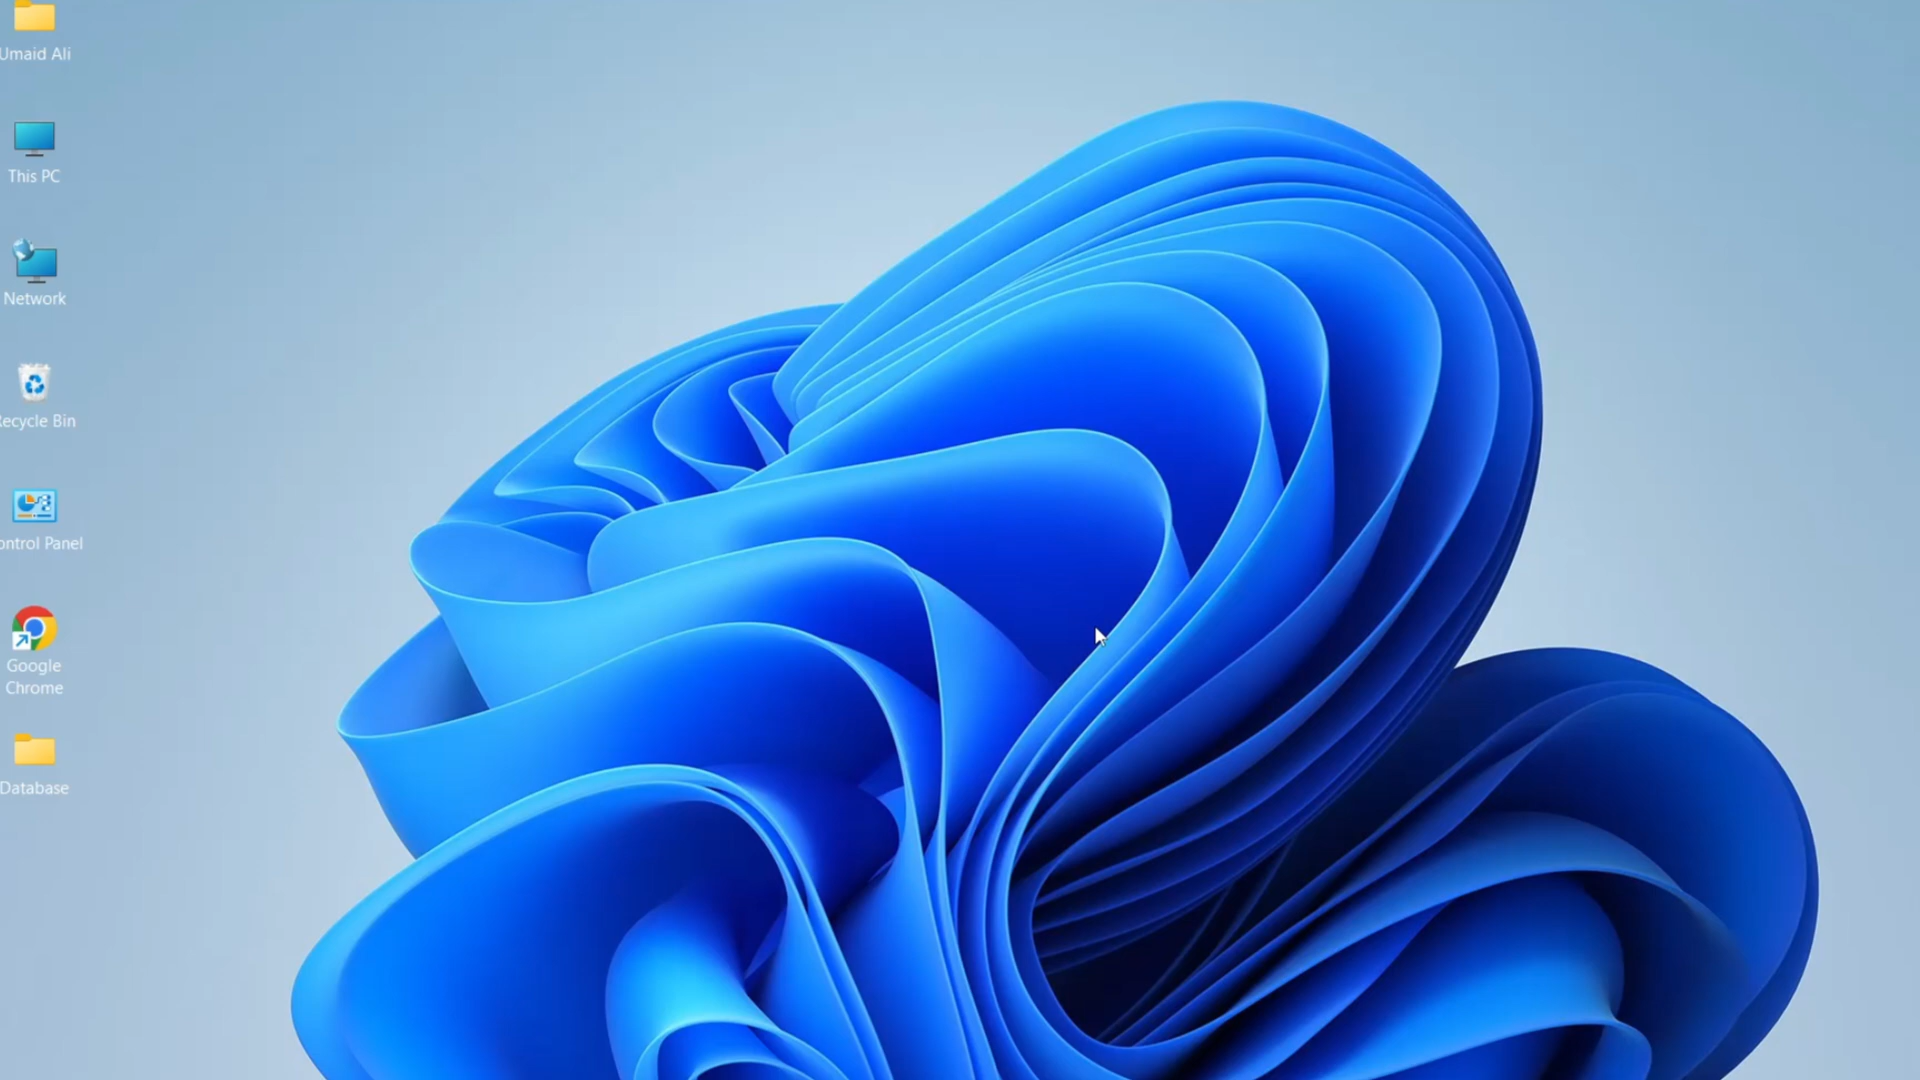 Umaid Ali
This PC
Network
ecycle Bin
ontrol Panel
Google
Chrome
Database